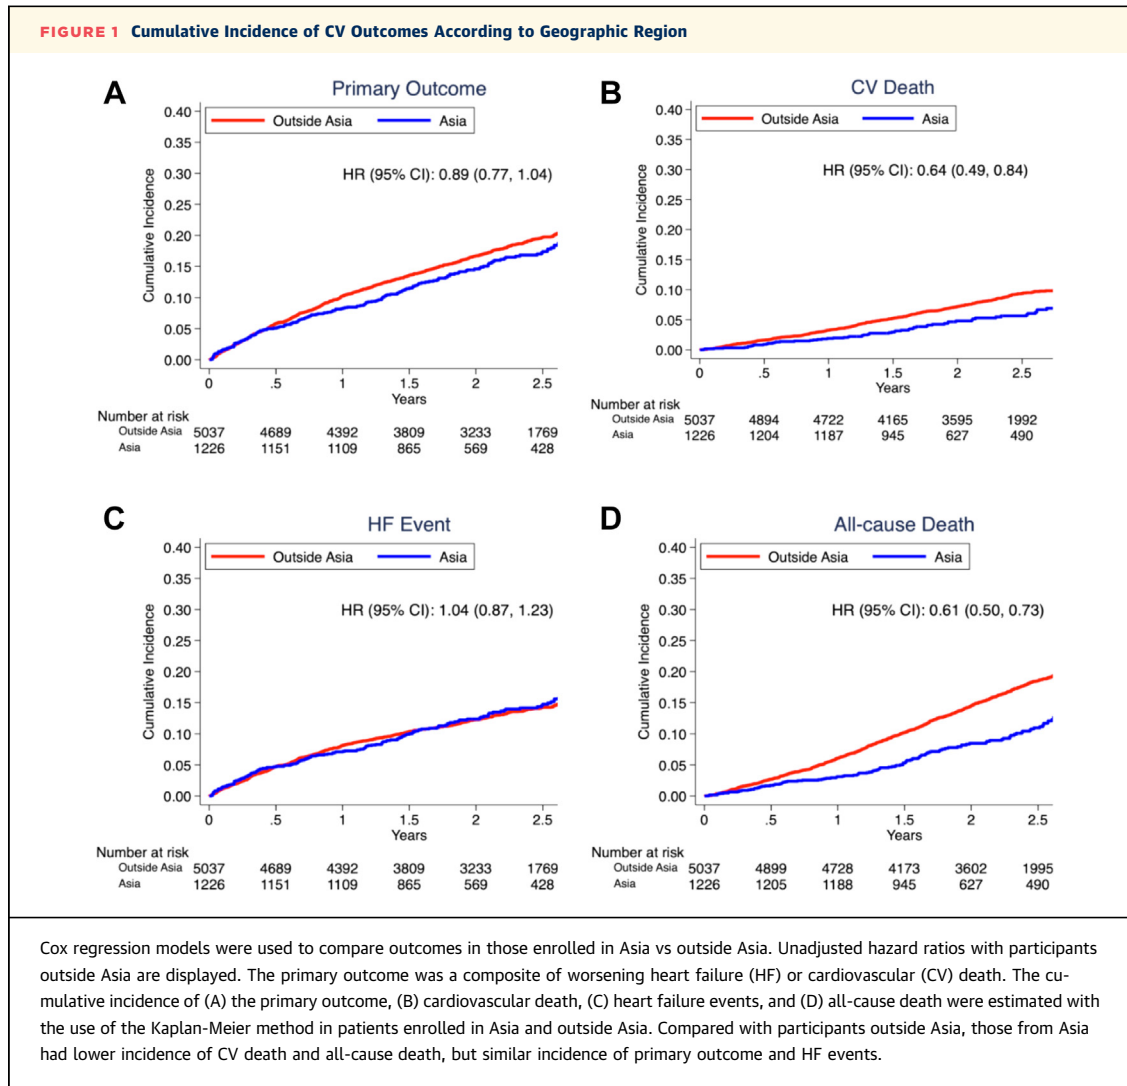 FIGURE 1 Cumulative Incidence of CV Outcomes According to Geographic Region
A
Primary Outcome
0.40
0.35
0.30
0.25
0.20
0.15
0.10
0.05
0.00
Cumulative Incidence
Outside Asia Asia
HR (95% CI): 0.89 (0.77, 1.04)
0 .5 1 1.5 2 2.5
Years
Number at risk
Outside Asia 5037 4689 4392 3809 3233 1769
Asia 1226 1151 1109 865 569 428
B
CV Death
0.40
0.35
0.30
0.25
0.20
0.15
0.10
0.05
0.00
Cumulative Incidence
Outside Asia Asia
HR (95% CI): 0.64 (0.49, 0.84)
0 .5 1 1.5 2 2.5
Years
Number at risk
Outside Asia 5037 4894 4722 4165 3595 1992
Asia 1226 1204 1187 945 627 490
C
HF Event
0.40
0.35
0.30
0.25
0.20
0.15
0.10
0.05
0.00
Cumulative Incidence
Outside Asia Asia
HR (95% CI): 1.04 (0.87, 1.23)
0 .5 1 1.5 2 2.5
Years
Number at risk
Outside Asia 5037 4689 4392 3809 3233 1769
Asia 1226 1151 1109 865 569 428
D
All-cause Death
0.40
0.35
0.30
0.25
0.20
0.15
0.10
0.05
0.00
Cumulative Incidence
Outside Asia Asia
HR (95% CI): 0.61 (0.50, 0.73)
0 .5 1 1.5 2 2.5
Years
Number at risk
Outside Asia 5037 4899 4728 4173 3602 1995
Asia 1226 1205 1188 945 627 490
Cox regression models were used to compare outcomes in those enrolled in Asia vs outside Asia. Unadjusted hazard ratios with participants
outside Asia are displayed. The primary outcome was a composite of worsening heart failure (HF) or cardiovascular (CV) death. The cu-
mulative incidence of (A) the primary outcome, (B) cardiovascular death, (C) heart failure events, and (D) all-cause death were estimated with
the use of the Kaplan-Meier method in patients enrolled in Asia and outside Asia. Compared with participants outside Asia, those from Asia
had lower incidence of CV death and all-cause death, but similar incidence of primary outcome and HF events.